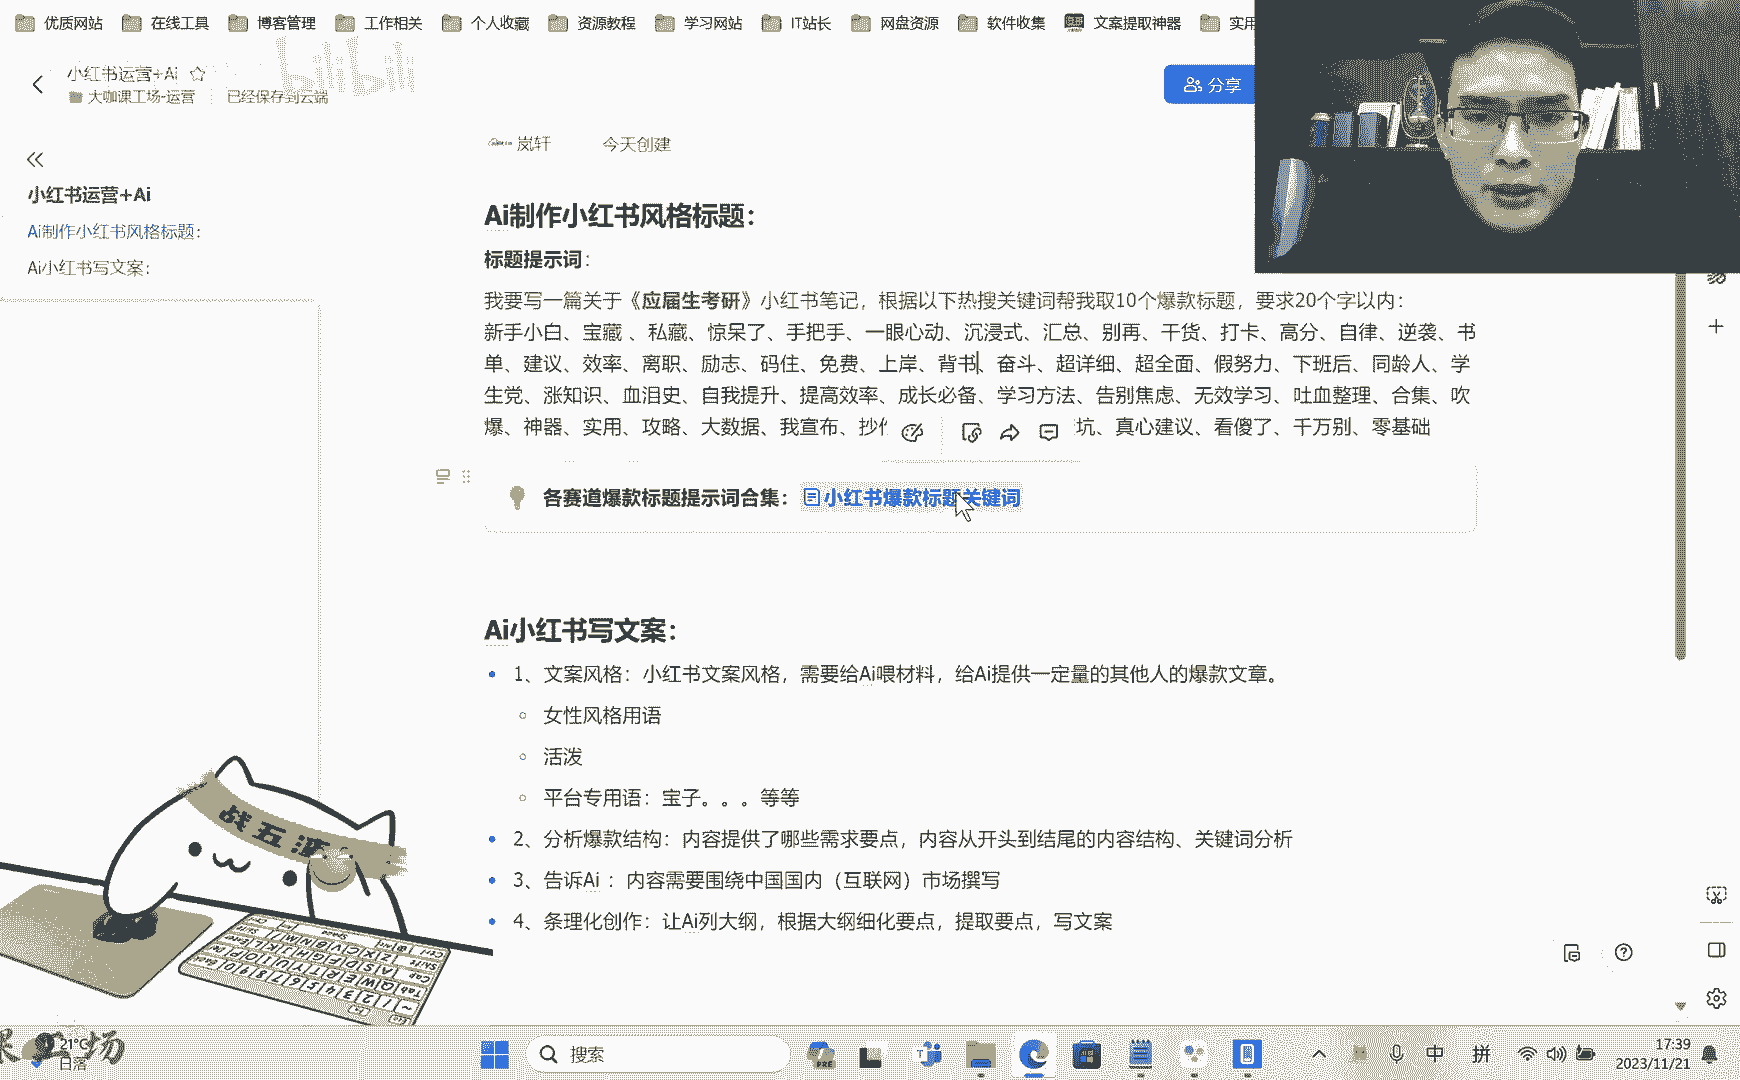 优质网站 在线工具 博客管理 工作相关 个人收藏 资源教程 学习网站 IT站长 网盘资源 软件收集 文案提取神器 实用
小红书运营+Ai
bilibili
大咖课工场-运营 已经保存到云端
分享
岚轩 今天创建
小红书运营+Ai
Ai制作小红书风格标题：
Ai小红书写文案：
Ai制作小红书风格标题：
标题提示词：
我要写一篇关于《应届生考研》小红书笔记，根据以下热搜关键词帮我取10个爆款标题，要求20个字以内：
新手小白、宝藏 、私藏、惊呆了、手把手、一眼心动、沉浸式、汇总、别再、干货、打卡、高分、自律、逆袭、书
单、建议、效率、离职、励志、码住、免费、上岸、背书、奋斗、超详细、超全面、假努力、下班后、同龄人、学
生党、涨知识、血泪史、自我提升、提高效率、成长必备、学习方法、告别焦虑、无效学习、吐血整理、合集、吹
爆、神器、实用、攻略、大数据、我宣布、抄 坑、真心建议、看傻了、千万别、零基础
各赛道爆款标题提示词合集： 小红书爆款标题关键词
Ai小红书写文案：
1、文案风格：小红书文案风格，需要给Ai喂材料，给Ai提供一定量的其他人的爆款文章。
女性风格用语
活泼
平台专用语：宝子。。。等等
2、分析爆款结构：内容提供了哪些需求要点，内容从开头到结尾的内容结构、关键词分析
3、告诉Ai ：内容需要围绕中国国内（互联网）市场撰写
4、条理化创作：让Ai列大纲，根据大纲细化要点，提取要点，写文案
战五渣
课工场
21°C
日落
搜索
PRE
中 拼
17:39
2023/11/21